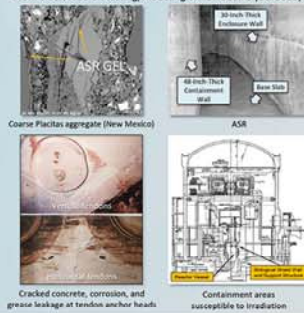 ASR GEL
Coarse Placitas aggregate (New Mexico)
30-Inch-Thick
Enclosure Wall
48-Inch-Thick
Containment
Wall
Base Slab
ASR
Vertical tendons
Horizontal tendons
Cracked concrete, corrosion, and
grease leakage at tendon anchor heads
Reactor Vessel
Biological Shield Wall
and Support Structure
Containment areas
susceptible to Irradiation